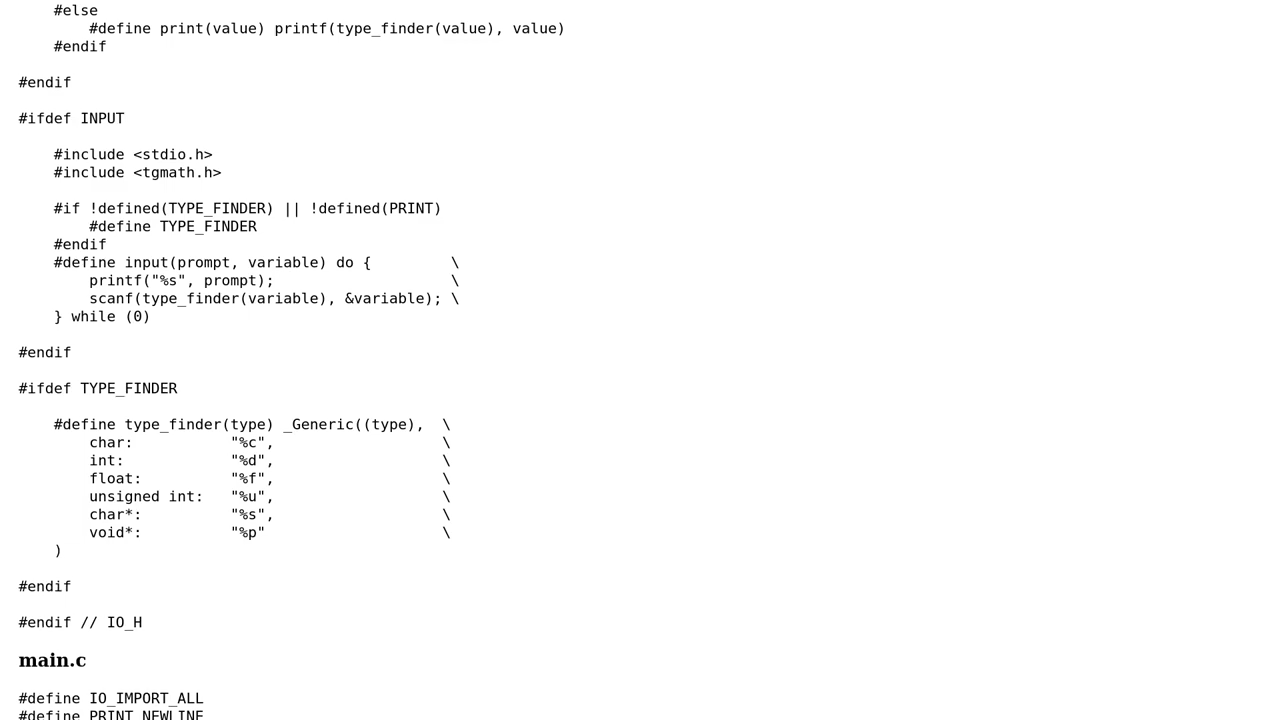 #else
#define print(value) printf(type_finder(value), value)
#endif
#endif
#ifdef INPUT
#include <stdio.h>
#include <tgmath.h>
#if !defined(TYPE_FINDER) || !defined(PRINT)
#define TYPE_FINDER
#endif
#define input(prompt, variable) do {         \
printf("%s", prompt);                    \
scanf(type_finder(variable), &variable); \
} while (0)
#endif
#ifdef TYPE_FINDER
#define type_finder(type) _Generic((type),  \
char:           "%c",                   \
int:            "%d",                   \
float:          "%f",                   \
unsigned int:   "%u",                   \
char*:          "%s",                   \
void*:          "%p"                    \
)
#endif
#endif // IO_H
main.c
#define IO_IMPORT_ALL
#define PRINT_NEWLINE